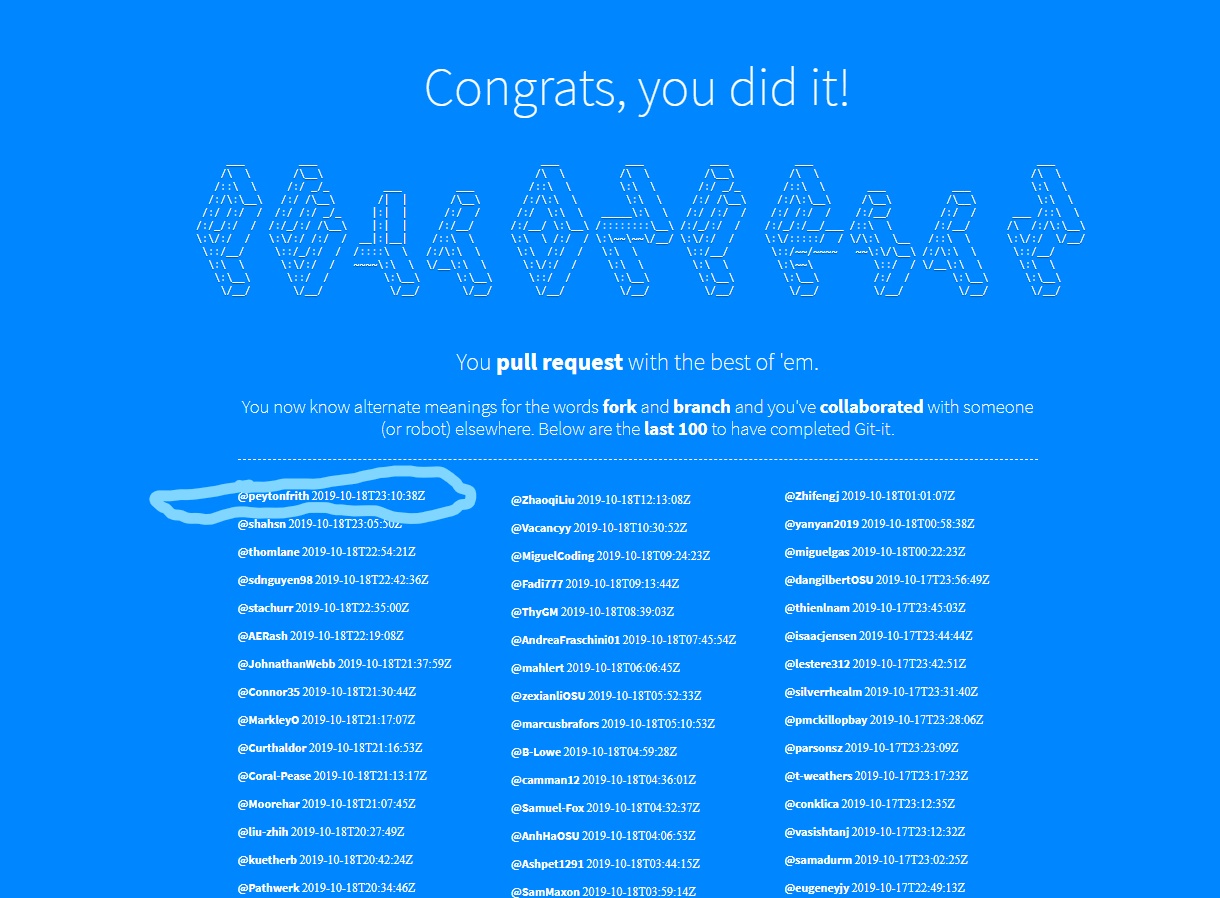 Congrats, you did it!
You pull request with the best of 'em.
You now know alternate meanings for the words fork and branch and you've collaborated with someone
(or robot) elsewhere. Below are the last 100 to have completed Git-it.
@peytonfrith 2019-10-18T23:10:38Z
@shahsn 2019-10-18T23:05:50Z
@thomlane 2019-10-18T22:54:21Z
@sdnguyen98 2019-10-18T22:42:36Z
@stachurr 2019-10-18T22:35:00Z
@AERash 2019-10-18T22:19:08Z
@JohnathanWebb 2019-10-18T21:37:59Z
@Connor35 2019-10-18T21:30:44Z
@MarkleyO 2019-10-18T21:17:07Z
@Curthaldor 2019-10-18T21:16:53Z
@Coral-Pease 2019-10-18T21:13:17Z
@Moorehar 2019-10-18T21:07:45Z
@liu-zhih 2019-10-18T20:27:49Z
@kuetherb 2019-10-18T20:42:24Z
@Pathwerk 2019-10-18T20:34:46Z
@ZhaoqiLiu 2019-10-18T12:13:08Z
@Vacancyy 2019-10-18T10:30:52Z
@MiguelCoding 2019-10-18T09:24:23Z
@Fadi777 2019-10-18T09:13:44Z
@ThyGM 2019-10-18T08:39:03Z
@AndreaFraschini01 2019-10-18T07:45:54Z
@mahlert 2019-10-18T06:06:45Z
@zexianliOSU 2019-10-18T05:52:33Z
@marcusbrafors 2019-10-18T05:10:53Z
@B-Lowe 2019-10-18T04:59:28Z
@camman12 2019-10-18T04:36:01Z
@Samuel-Fox 2019-10-18T04:32:37Z
@AnhHaOSU 2019-10-18T04:06:53Z
@Ashpet1291 2019-10-18T03:44:15Z
@SamMaxon 2019-10-18T03:59:14Z
@Zhifengj 2019-10-18T01:01:07Z
@yanyan2019 2019-10-18T00:58:38Z
@miguelgas 2019-10-18T00:22:23Z
@dangilbertOSU 2019-10-17T23:56:49Z
@thienlnam 2019-10-17T23:45:03Z
@isaacjensen 2019-10-17T23:44:44Z
@lestere312 2019-10-17T23:42:51Z
@silverrhealm 2019-10-17T23:31:40Z
@pmckillopbay 2019-10-17T23:28:06Z
@parsonsz 2019-10-17T23:23:09Z
@t-weathers 2019-10-17T23:17:23Z
@conklica 2019-10-17T23:12:35Z
@vasishtanj 2019-10-17T23:12:32Z
@samadurm 2019-10-17T23:02:25Z
@eugeneyjy 2019-10-17T22:49:13Z